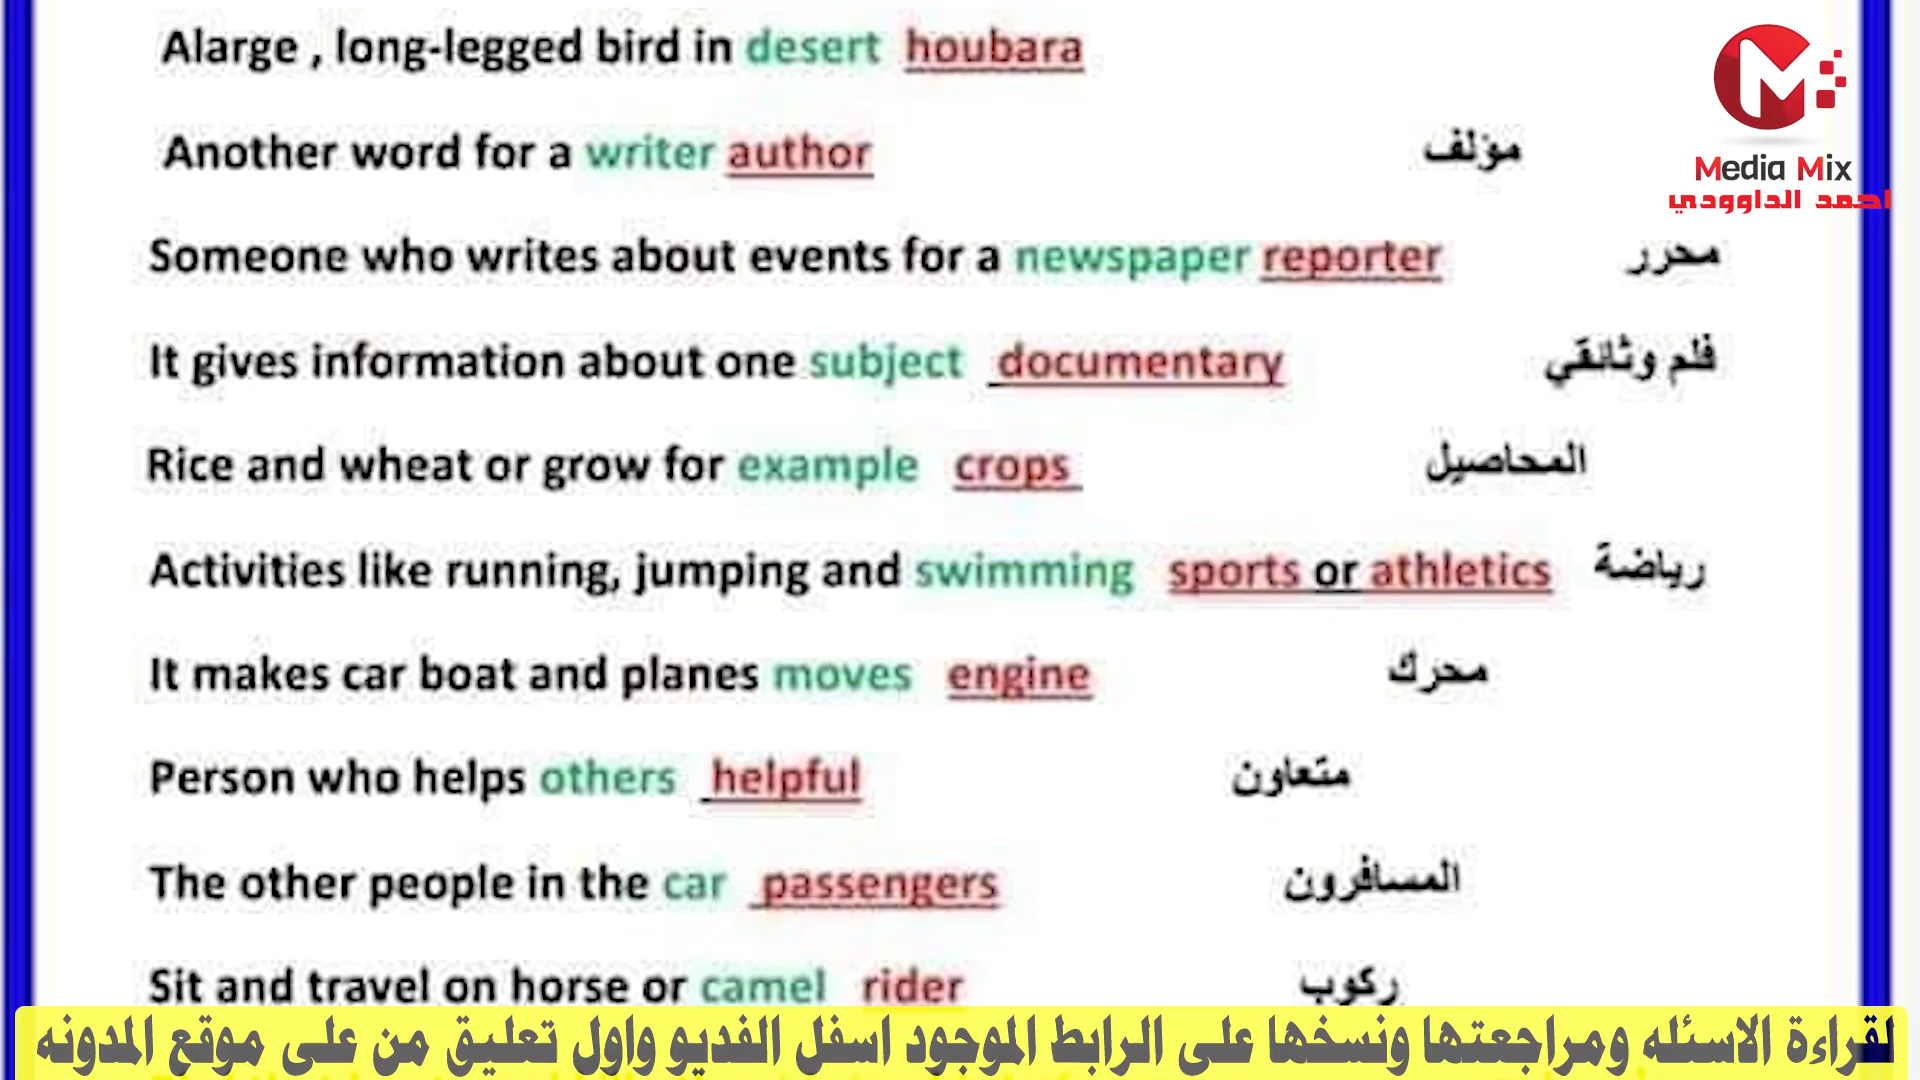 Alarge , long-legged bird in desert houbara
Another word for a writer author مؤلف
Media Mix
احمد الداوودي
Someone who writes about events for a newspaper reporter محرر
It gives information about one subject documentary فلم وثائقي
Rice and wheat or grow for example crops المحاصيل
Activities like running, jumping and swimming sports or athletics رياضة
It makes car boat and planes moves engine محرك
Person who helps others helpful متعاون
The other people in the car passengers المسافرون
Sit and travel on horse or camel rider ركوب
لقراءة الاسئله ومراجعتها ونسخها على الرابط الموجود اسفل الفديو واول تعليق من على موقع المدونه